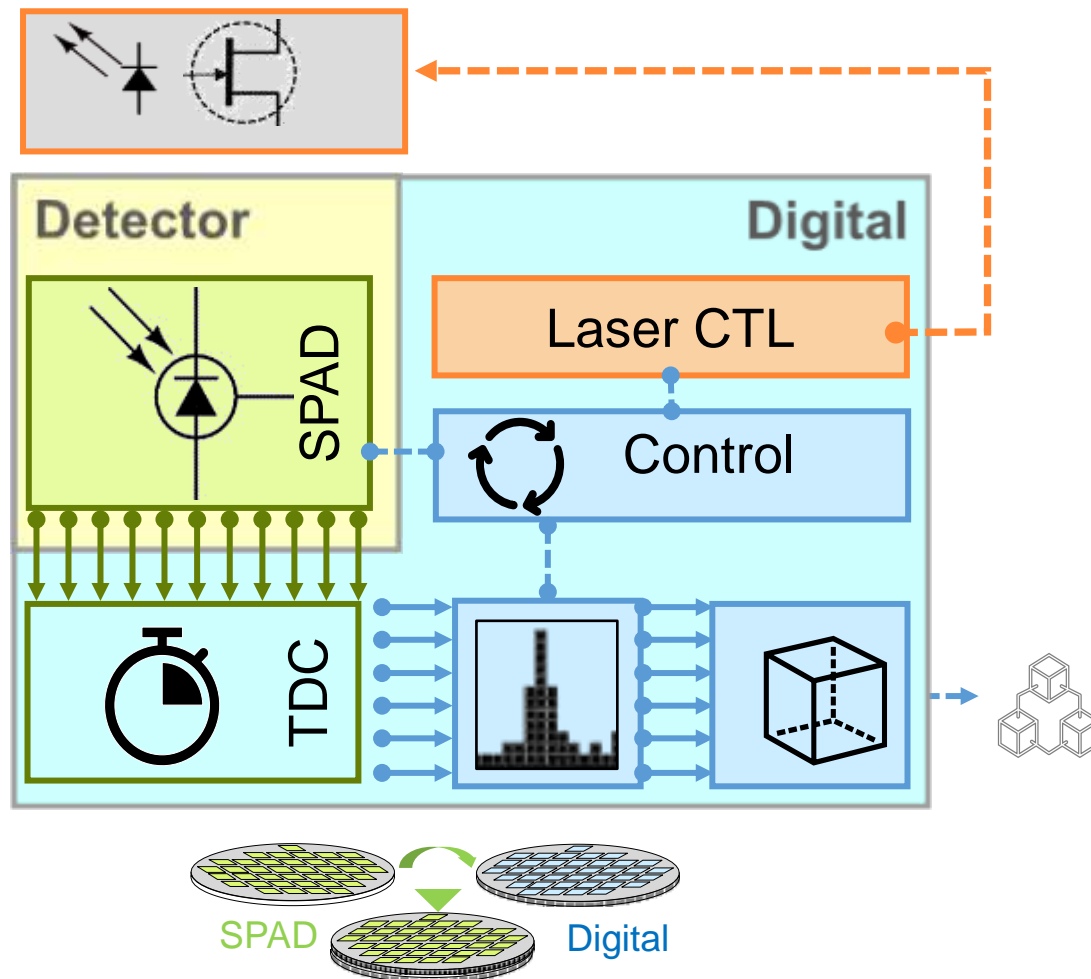 Detector
Digital
SPAD
Laser CTL
Control
TDC
SPAD
Digital